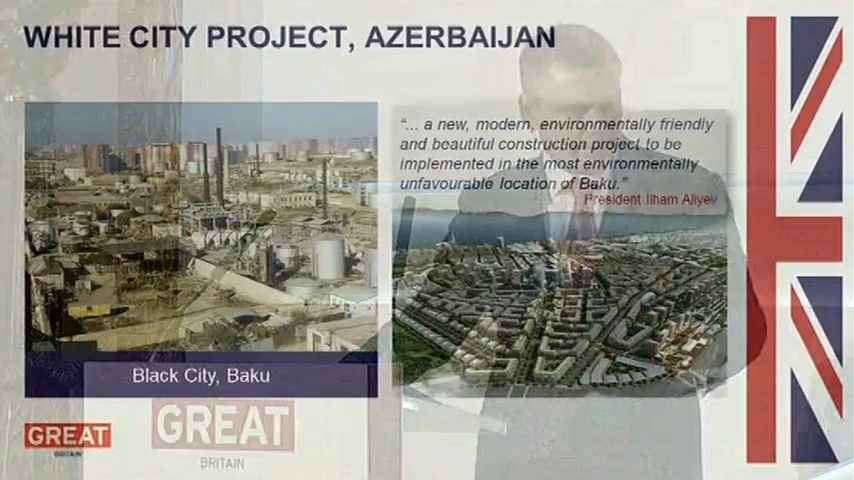 WHITE CITY PROJECT, AZERBAIJAN
“... a new, modern, environmentally friendly
and beautiful construction project to be
implemented in the most environmentally
unfavourable location of Baku.”
President Ilham Aliyev
Black City, Baku
GREAT
BRITAIN
GREAT
BRITAIN